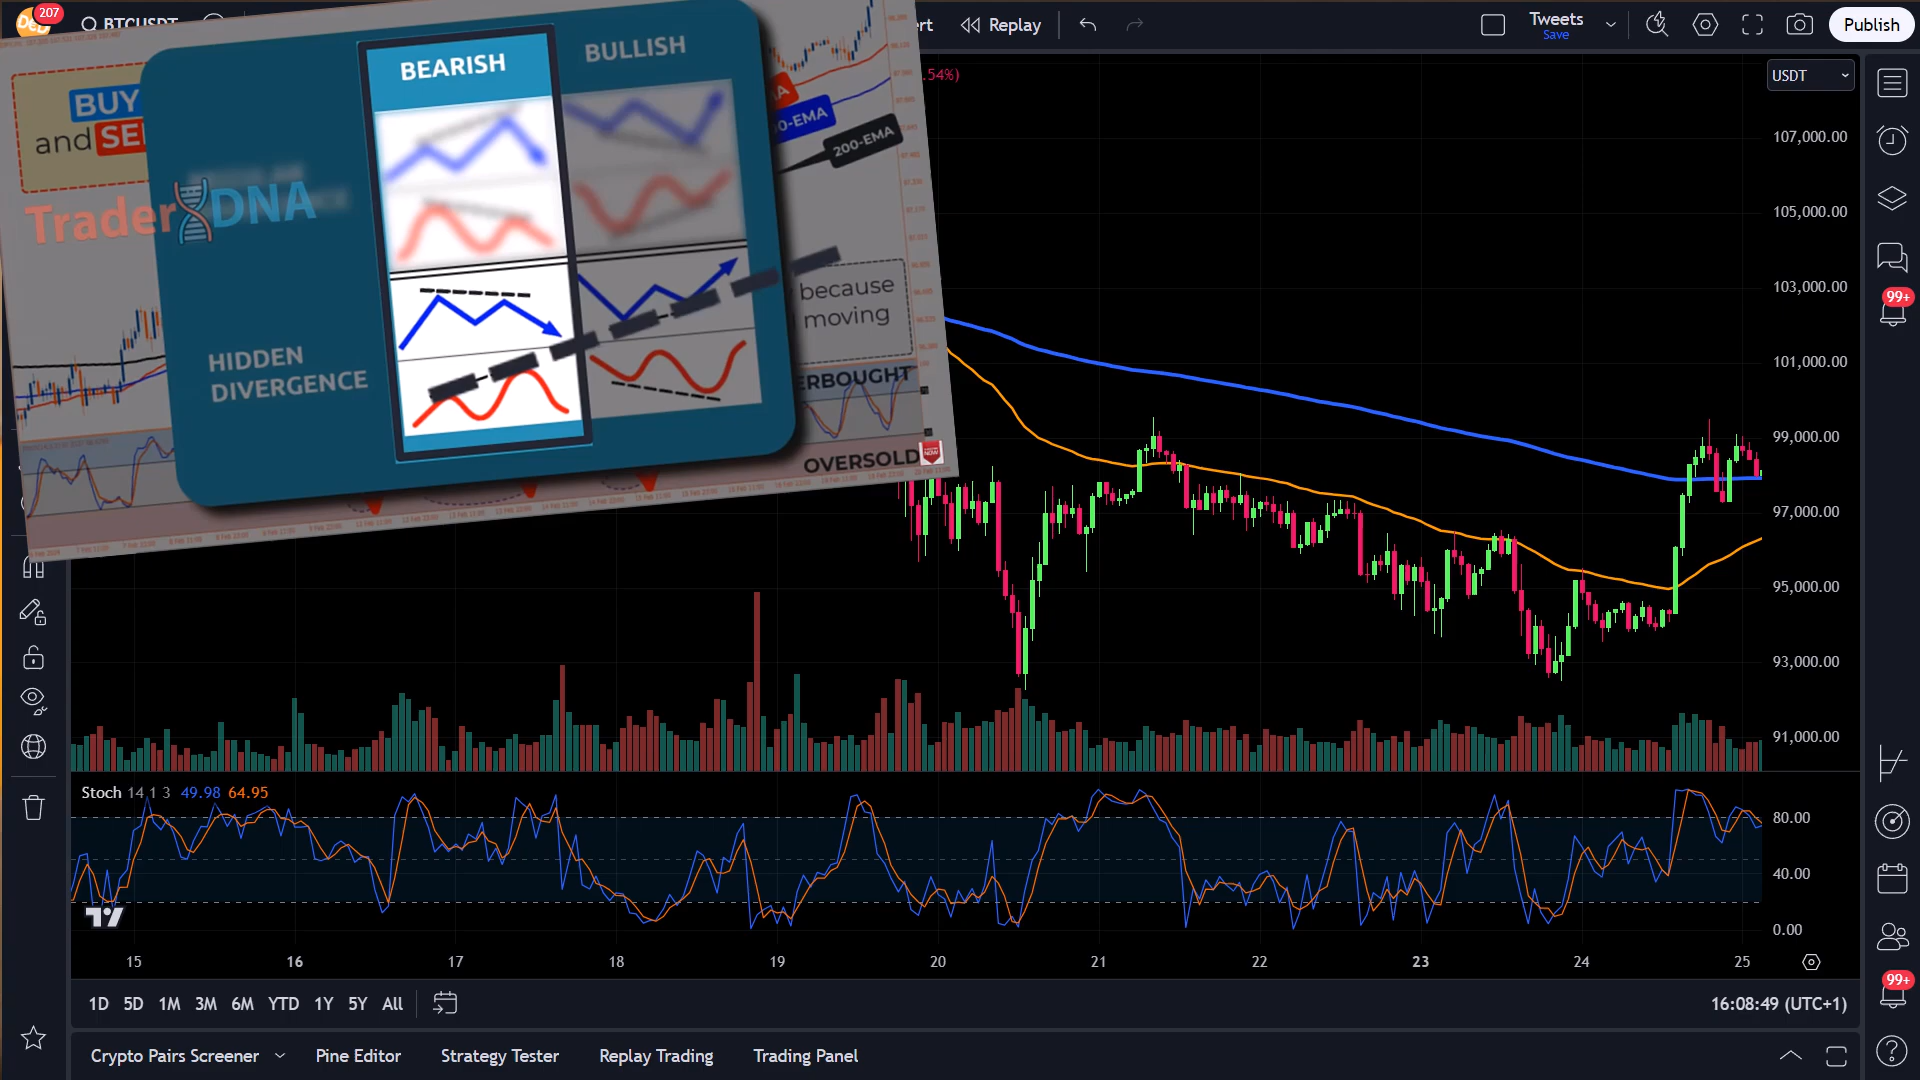 207
BTCUSDT
Replay
Tweets
Save
Publish
.54%)
USDT
BEARISH
BULLISH
BUY
and SE
Trader DNA
0-EMA
200-EMA
HIDDEN
DIVERGENCE
because
moving
ERBOUGHT
OVERSOLD
107,000.00
105,000.00
103,000.00
101,000.00
99,000.00
97,000.00
95,000.00
93,000.00
91,000.00
99+
Stoch 14 1 3 49.98 64.95
80.00
40.00
0.00
15 16 17 18 19 20 21 22 23 24 25
1D 5D 1M 3M 6M YTD 1Y 5Y All
16:08:49 (UTC+1)
99+
Crypto Pairs Screener Pine Editor Strategy Tester Replay Trading Trading Panel